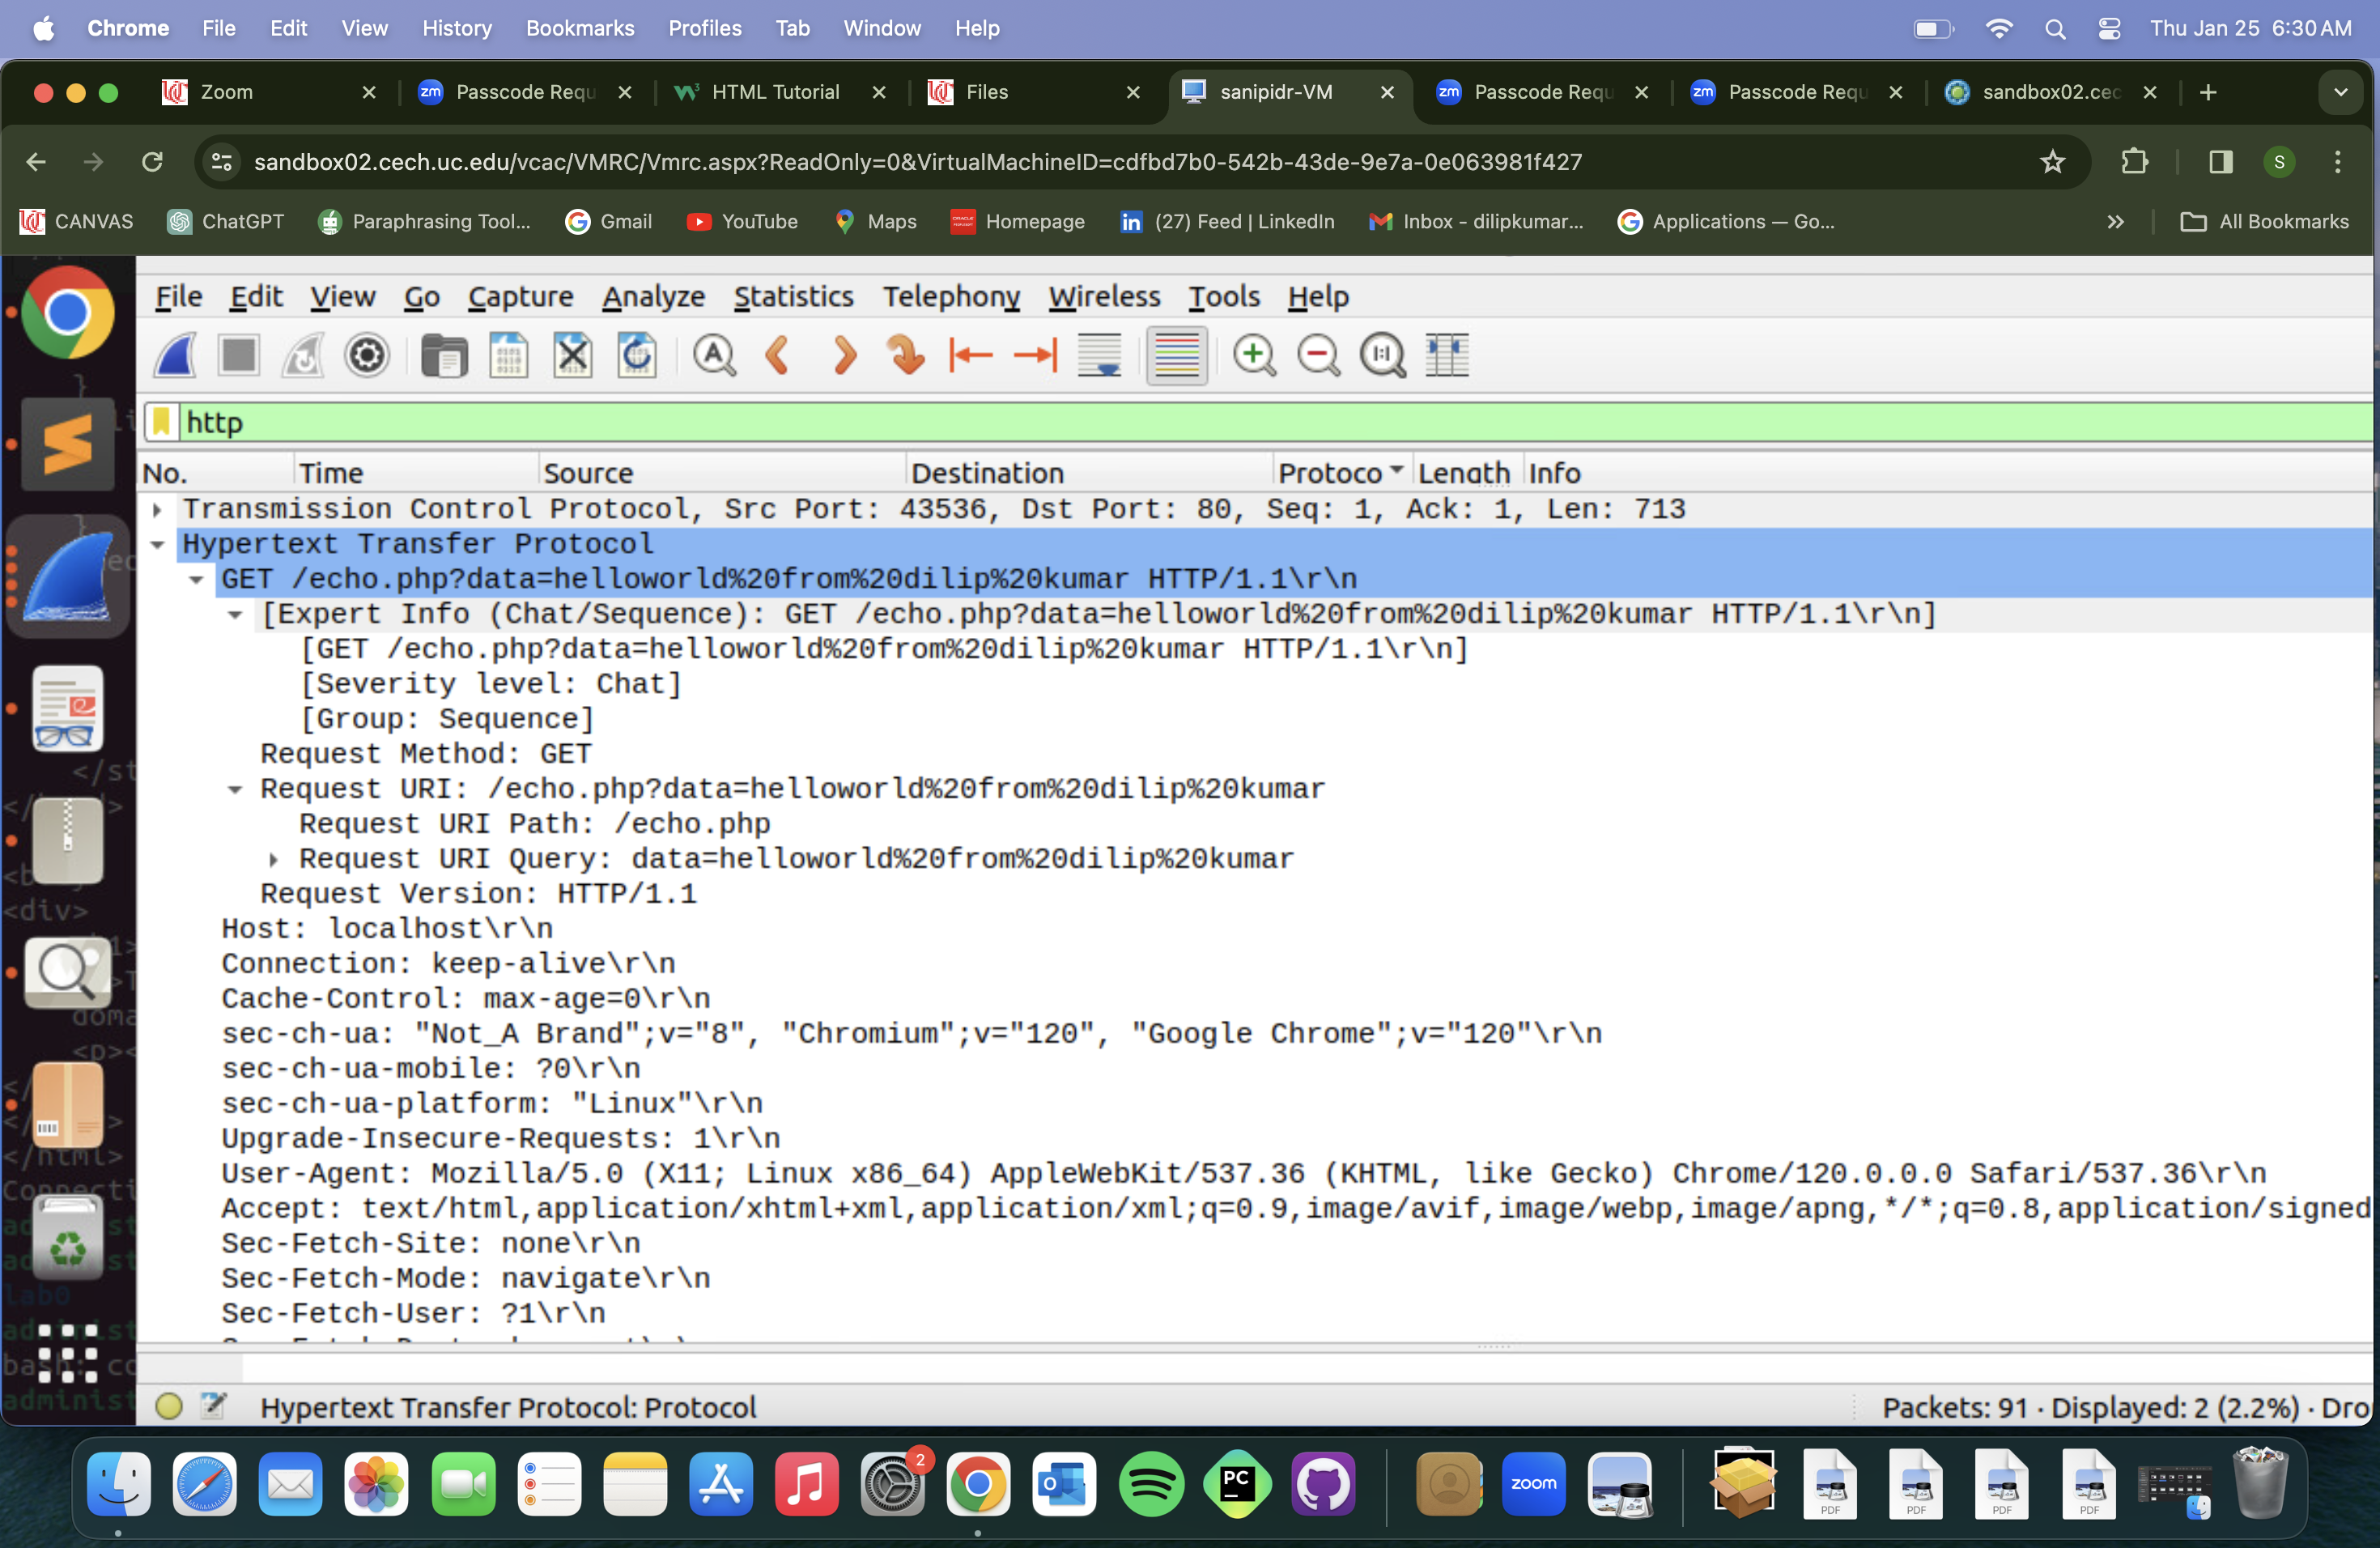 Chrome File Edit View History Bookmarks Profiles Tab Window Help Thu Jan 25 6:30 AM
Zoom Passcode Requ HTML Tutorial Files sanipidr-VM Passcode Requ Passcode Requ sandbox02.cec
sandbox02.cech.uc.edu/vcac/VMRC/Vmrc.aspx?ReadOnly=0&VirtualMachineID=cdfbd7b0-542b-43de-9e7a-0e063981f427 S
CANVAS ChatGPT Paraphrasing Tool... Gmail YouTube Maps Homepage (27) Feed | LinkedIn Inbox - dilipkumar... Applications — Go... All Bookmarks
File Edit View Go Capture Analyze Statistics Telephony Wireless Tools Help
http
No. Time Source Destination Protoco Length Info
Transmission Control Protocol, Src Port: 43536, Dst Port: 80, Seq: 1, Ack: 1, Len: 713
Hypertext Transfer Protocol
GET /echo.php?data=helloworld%20from%20dilip%20kumar HTTP/1.1\r\n
[Expert Info (Chat/Sequence): GET /echo.php?data=helloworld%20from%20dilip%20kumar HTTP/1.1\r\n]
[GET /echo.php?data=helloworld%20from%20dilip%20kumar HTTP/1.1\r\n]
[Severity level: Chat]
[Group: Sequence]
Request Method: GET
Request URI: /echo.php?data=helloworld%20from%20dilip%20kumar
Request URI Path: /echo.php
Request URI Query: data=helloworld%20from%20dilip%20kumar
Request Version: HTTP/1.1
Host: localhost\r\n
Connection: keep-alive\r\n
Cache-Control: max-age=0\r\n
sec-ch-ua: "Not_A Brand";v="8", "Chromium";v="120", "Google Chrome";v="120"\r\n
sec-ch-ua-mobile: ?0\r\n
sec-ch-ua-platform: "Linux"\r\n
Upgrade-Insecure-Requests: 1\r\n
User-Agent: Mozilla/5.0 (X11; Linux x86_64) AppleWebKit/537.36 (KHTML, like Gecko) Chrome/120.0.0.0 Safari/537.36\r\n
Accept: text/html,application/xhtml+xml,application/xml;q=0.9,image/avif,image/webp,image/apng,*/*;q=0.8,application/signed
Sec-Fetch-Site: none\r\n
Sec-Fetch-Mode: navigate\r\n
Sec-Fetch-User: ?1\r\n
Hypertext Transfer Protocol: Protocol Packets: 91 · Displayed: 2 (2.2%) · Dro